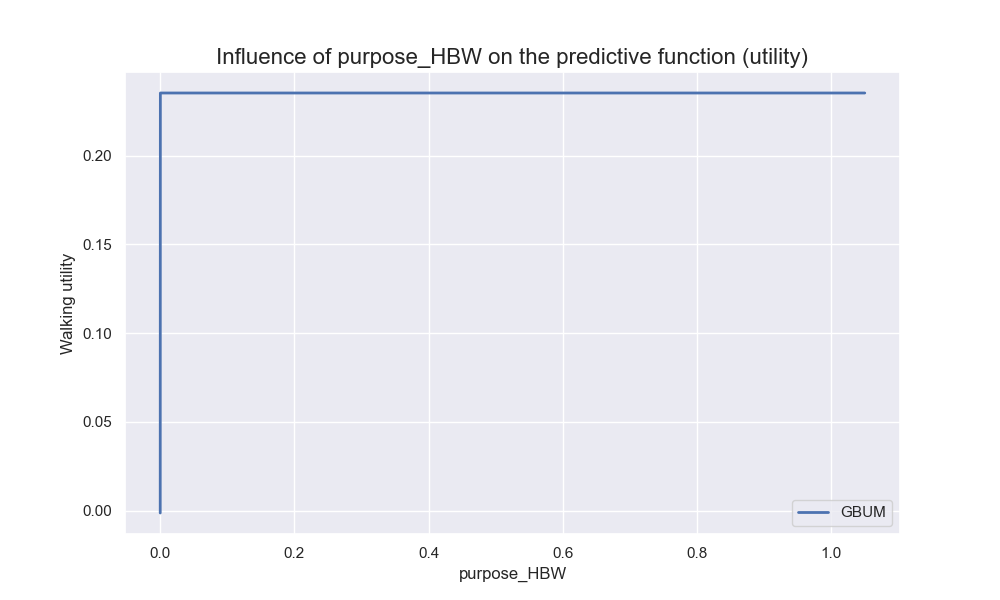 Influence of purpose_HBW on the predictive function (utility)
Walking utility
0.20
0.15
0.10
0.05
0.00
0.0 0.2 0.4 0.6 0.8 1.0
purpose_HBW
GBUM